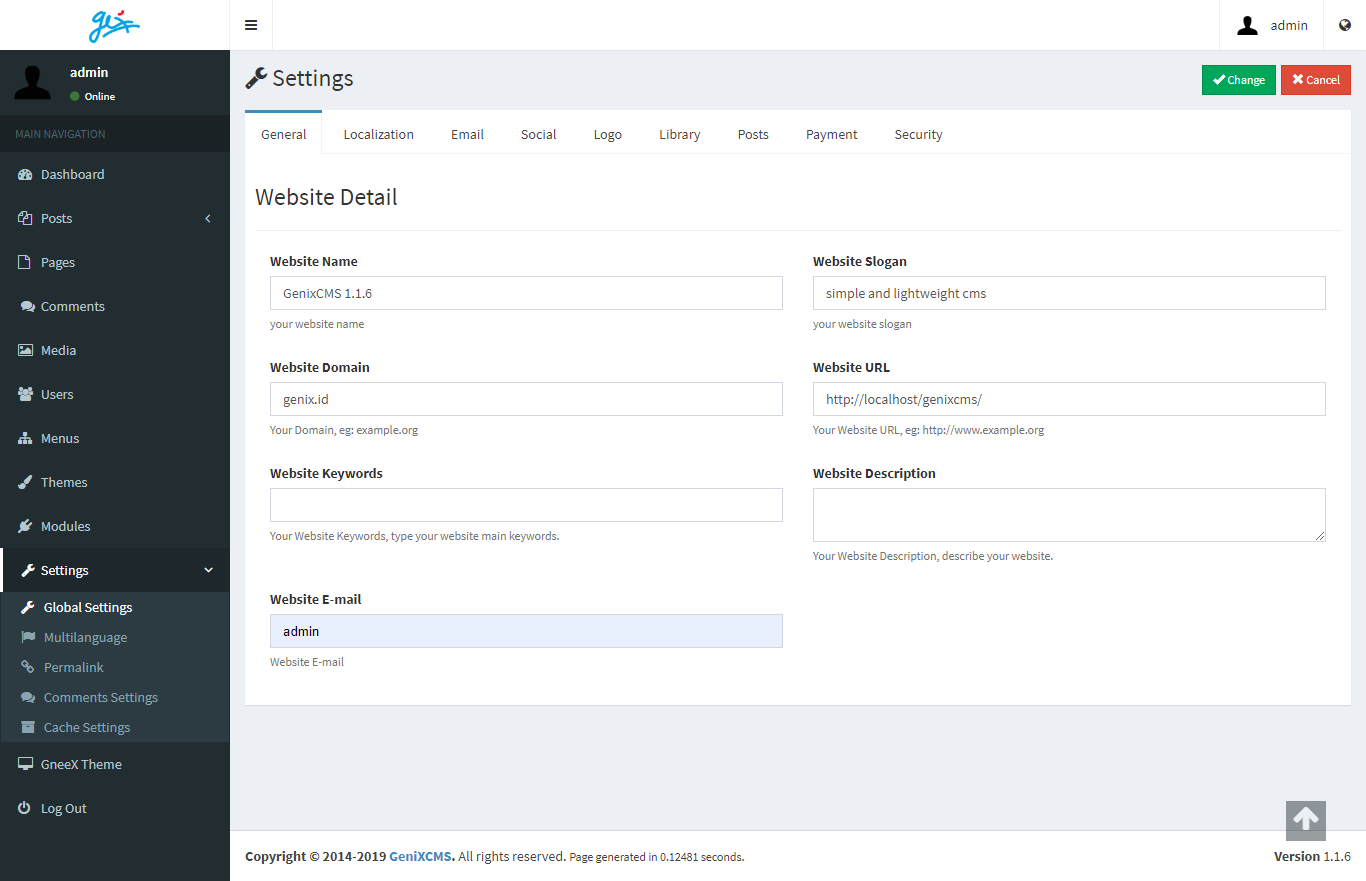 gix
admin
admin
Online
MAIN NAVIGATION
Dashboard
Posts
Pages
Comments
Media
Users
Menus
Themes
Modules
Settings
Global Settings
Multilanguage
Permalink
Comments Settings
Cache Settings
GneeX Theme
Log Out
Settings
Change
Cancel
General Localization Email Social Logo Library Posts Payment Security
Website Detail
Website Name
GenixCMS 1.1.6
your website name
Website Slogan
simple and lightweight cms
your website slogan
Website Domain
genix.id
Your Domain, eg: example.org
Website URL
http://localhost/genixcms/
Your Website URL, eg: http://www.example.org
Website Keywords
Your Website Keywords, type your website main keywords.
Website Description
Your Website Description, describe your website.
Website E-mail
admin
Website E-mail
Copyright © 2014-2019 GeniXCMS. All rights reserved. Page generated in 0.12481 seconds.
Version 1.1.6